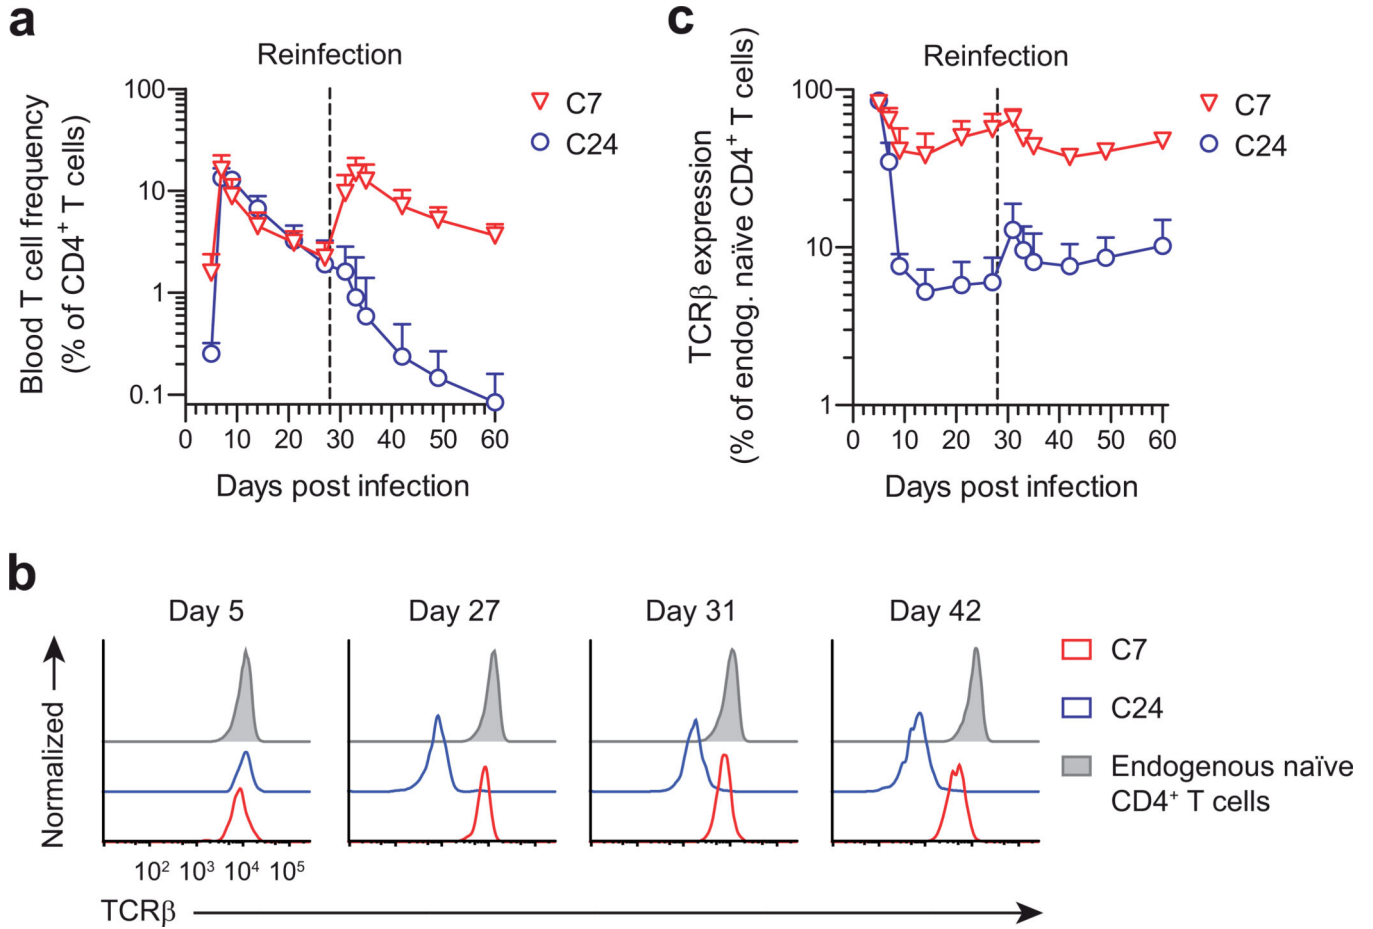 a
Reinfection
Blood T cell frequency
(% of CD4⁺ T cells)
100
10
1
0.1
0 10 20 30 40 50 60
Days post infection
C7
C24
c
Reinfection
TCRβ expression
(% of endog. naïve CD4⁺ T cells)
100
10
1
0 10 20 30 40 50 60
Days post infection
C7
C24
b
Day 5
Day 27
Day 31
Day 42
Normalized
10² 10³ 10⁴ 10⁵
TCRβ
C7
C24
Endogenous naïve
CD4⁺ T cells